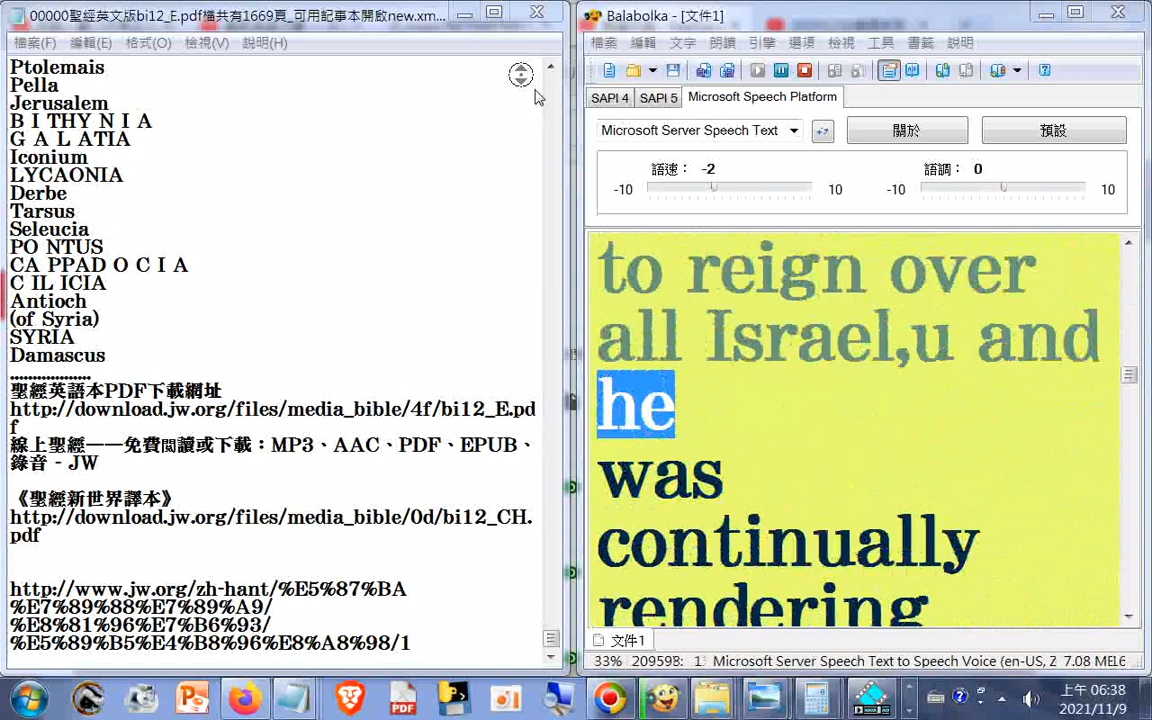 00000聖經英文版bi12_E.pdf檔共有1669頁_可用記事本開啟new.xm...
檔案(F) 編輯(E) 格式(O) 檢視(V) 說明(H)
Ptolemais
Pella
Jerusalem
B I THY N I A
G A L ATIA
Iconium
LYCAONIA
Derbe
Tarsus
Seleucia
PO NTUS
CA PPAD O C I A
C IL ICIA
Antioch
(of Syria)
SYRIA
Damascus
..................
聖經英語本PDF下載網址
http://download.jw.org/files/media_bible/4f/bi12_E.pd
f
線上聖經——免費閱讀或下載：MP3、AAC、PDF、EPUB、
錄音 - JW
《聖經新世界譯本》
http://download.jw.org/files/media_bible/0d/bi12_CH.
pdf
http://www.jw.org/zh-hant/%E5%87%BA
%E7%89%88%E7%89%A9/
%E8%81%96%E7%B6%93/
%E5%89%B5%E4%B8%96%E8%A8%98/1
Balabolka - [文件1]
檔案 編輯 文字 朗讀 引擎 選項 檢視 工具 書籤 說明
SAPI 4 SAPI 5 Microsoft Speech Platform
Microsoft Server Speech Text 關於 預設
語速： -2 語調： 0
-10 10 -10 10
to reign over
all Israel,u and
he
was
continually
rendering
文件1
33% 209598: Microsoft Server Speech Text to Speech Voice (en-US, Z 7.08 MB
PDF
上午 06:38
2021/11/9